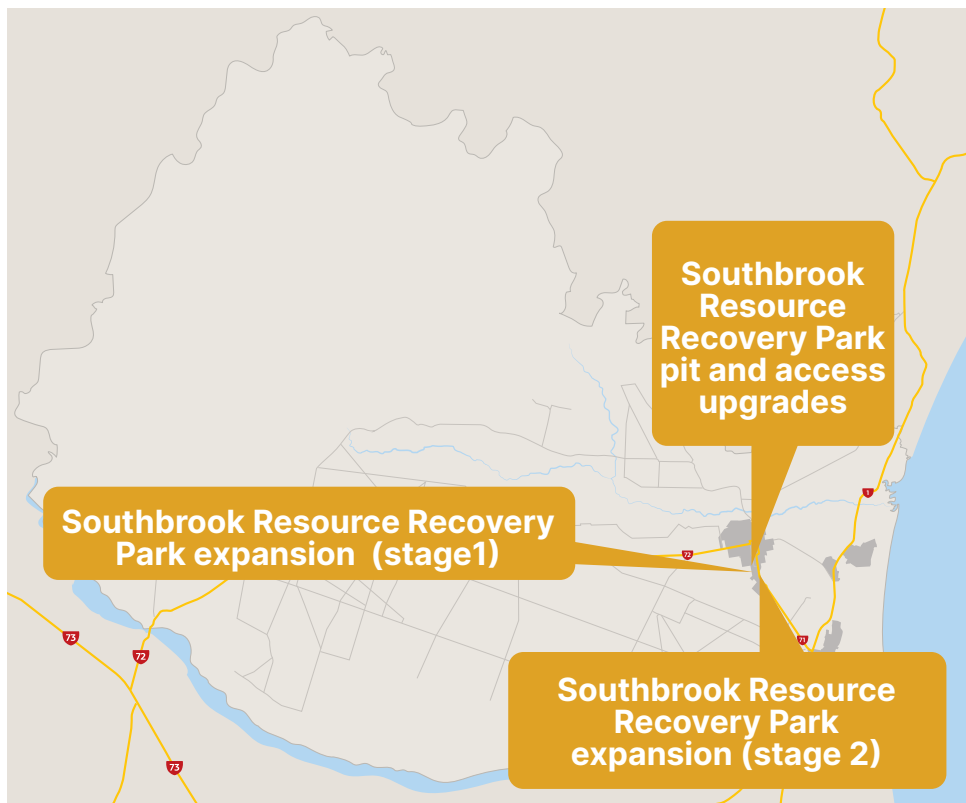 Southbrook
Resource
Recovery Park
pit and access
upgrades
1
Southbrook Resource Recovery
Park expansion (stage1)
72
71
73
72
Southbrook Resource
Recovery Park
expansion (stage 2)
73